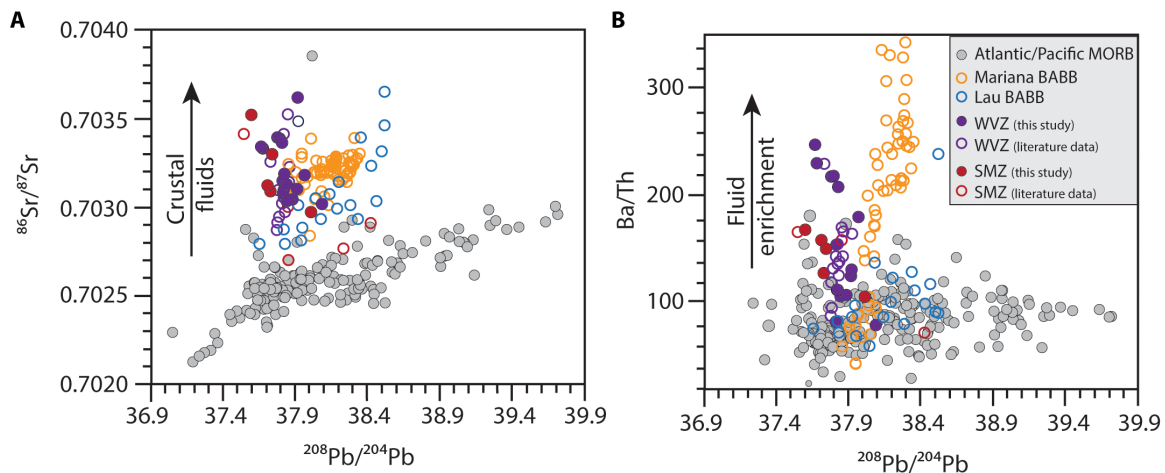 A
0.7040
0.7035
0.7030
0.7025
0.7020
⁸⁶Sr/⁸⁷Sr
Crustal
fluids
36.9 37.4 37.9 38.4 38.9 39.4 39.9
²⁰⁸Pb/²⁰⁴Pb
B
300
200
100
Ba/Th
Fluid
enrichment
Atlantic/Pacific MORB
Mariana BABB
Lau BABB
WVZ (this study)
WVZ (literature data)
SMZ (this study)
SMZ (literature data)
36.9 37.4 37.9 38.4 38.9 39.4 39.9
²⁰⁸Pb/²⁰⁴Pb